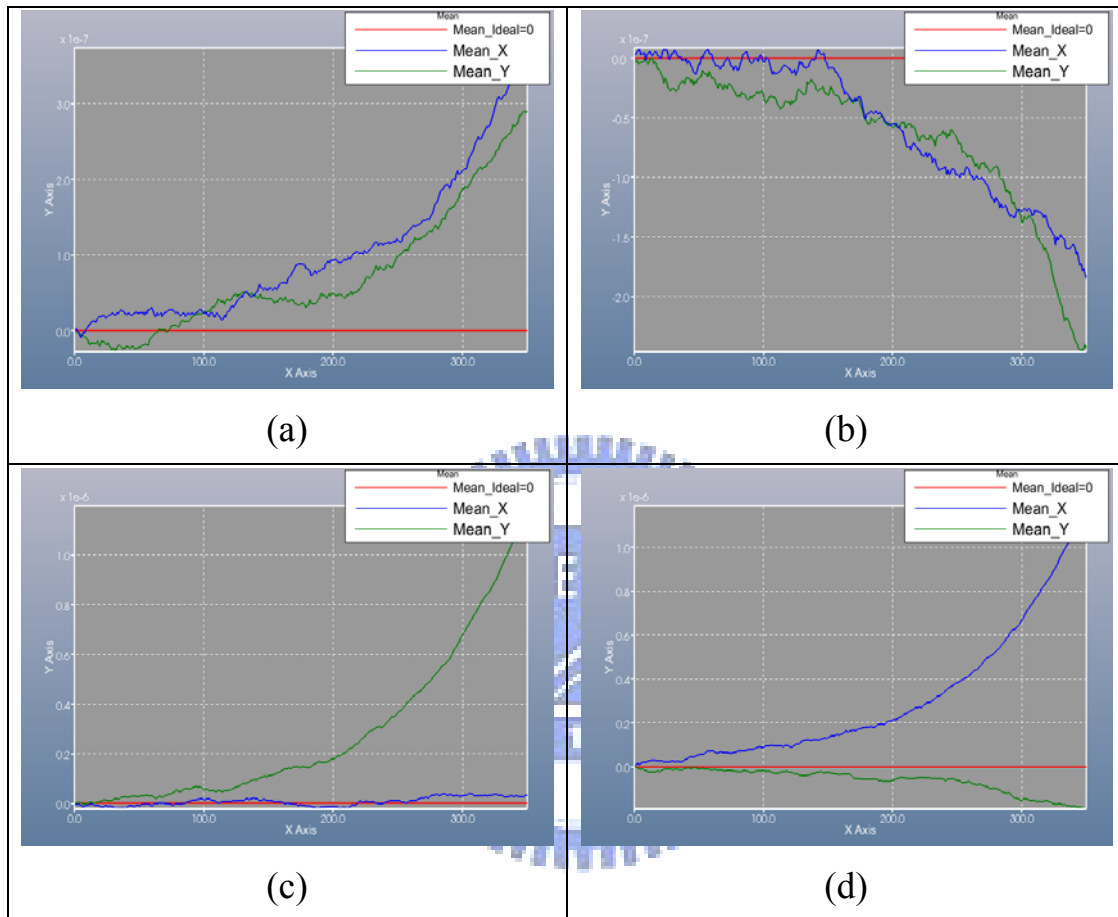 Mean
Mean_Ideal=0
Mean_X
Mean_Y
x 1e-7
3.0
2.0
1.0
0.0
Y Axis
0.0 100.0 200.0 300.0
X Axis
(a)
Mean
Mean_Ideal=0
Mean_X
Mean_Y
x 1e-7
0.0
-0.5
-1.0
-1.5
-2.0
Y Axis
0.0 100.0 200.0 300.0
X Axis
(b)
Mean
Mean_Ideal=0
Mean_X
Mean_Y
x 1e-6
1.0
0.8
0.6
0.4
0.2
0.0
Y Axis
0.0 100.0 200.0 300.0
X Axis
(c)
Mean
Mean_Ideal=0
Mean_X
Mean_Y
x 1e-6
1.0
0.8
0.6
0.4
0.2
0.0
Y Axis
0.0 100.0 200.0 300.0
X Axis
(d)